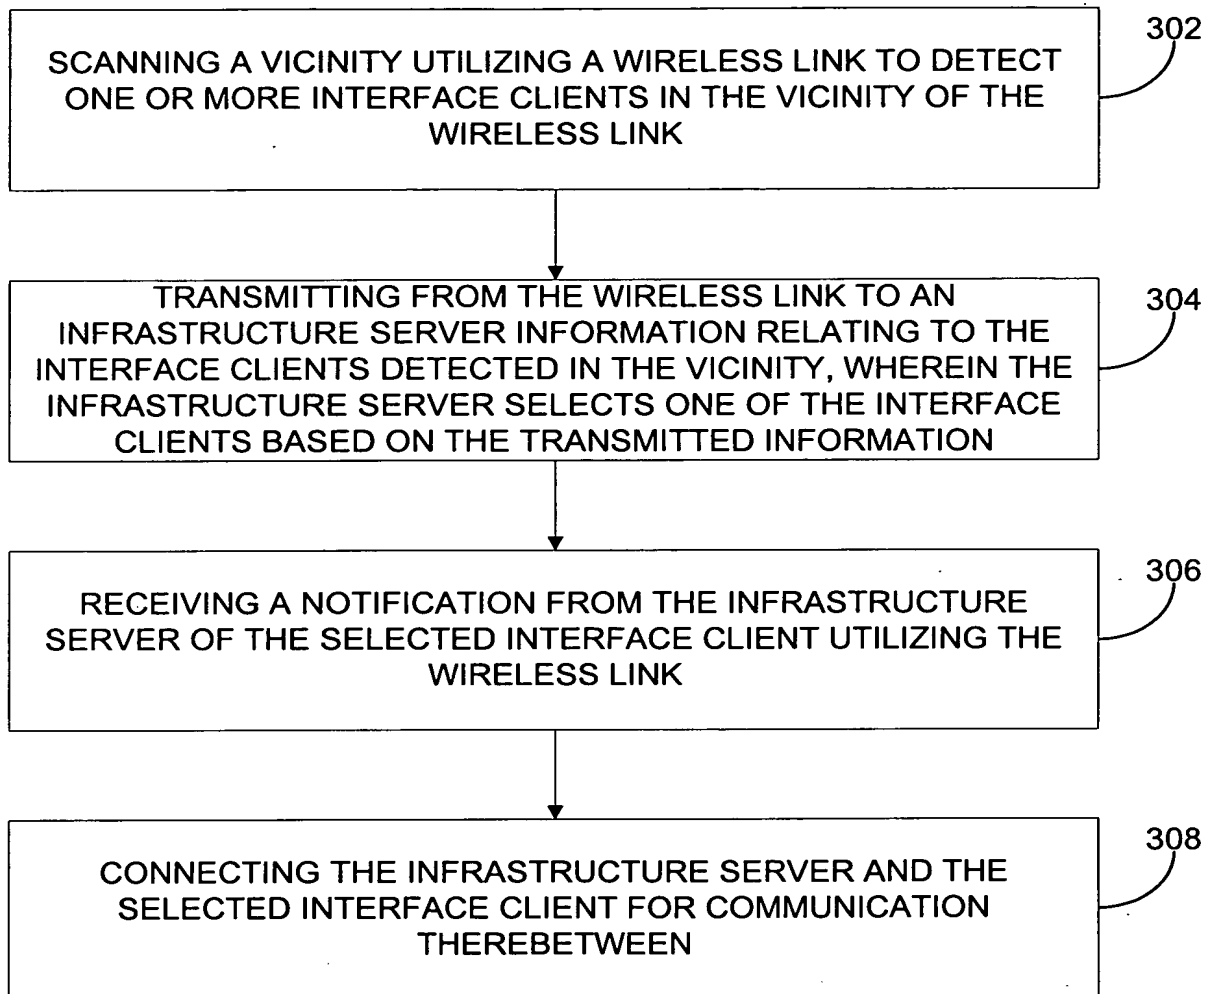 302
SCANNING A VICINITY UTILIZING A WIRELESS LINK TO DETECT
ONE OR MORE INTERFACE CLIENTS IN THE VICINITY OF THE
WIRELESS LINK
304
TRANSMITTING FROM THE WIRELESS LINK TO AN
INFRASTRUCTURE SERVER INFORMATION RELATING TO THE
INTERFACE CLIENTS DETECTED IN THE VICINITY, WHEREIN THE
INFRASTRUCTURE SERVER SELECTS ONE OF THE INTERFACE
CLIENTS BASED ON THE TRANSMITTED INFORMATION
306
RECEIVING A NOTIFICATION FROM THE INFRASTRUCTURE
SERVER OF THE SELECTED INTERFACE CLIENT UTILIZING THE
WIRELESS LINK
308
CONNECTING THE INFRASTRUCTURE SERVER AND THE
SELECTED INTERFACE CLIENT FOR COMMUNICATION
THEREBETWEEN